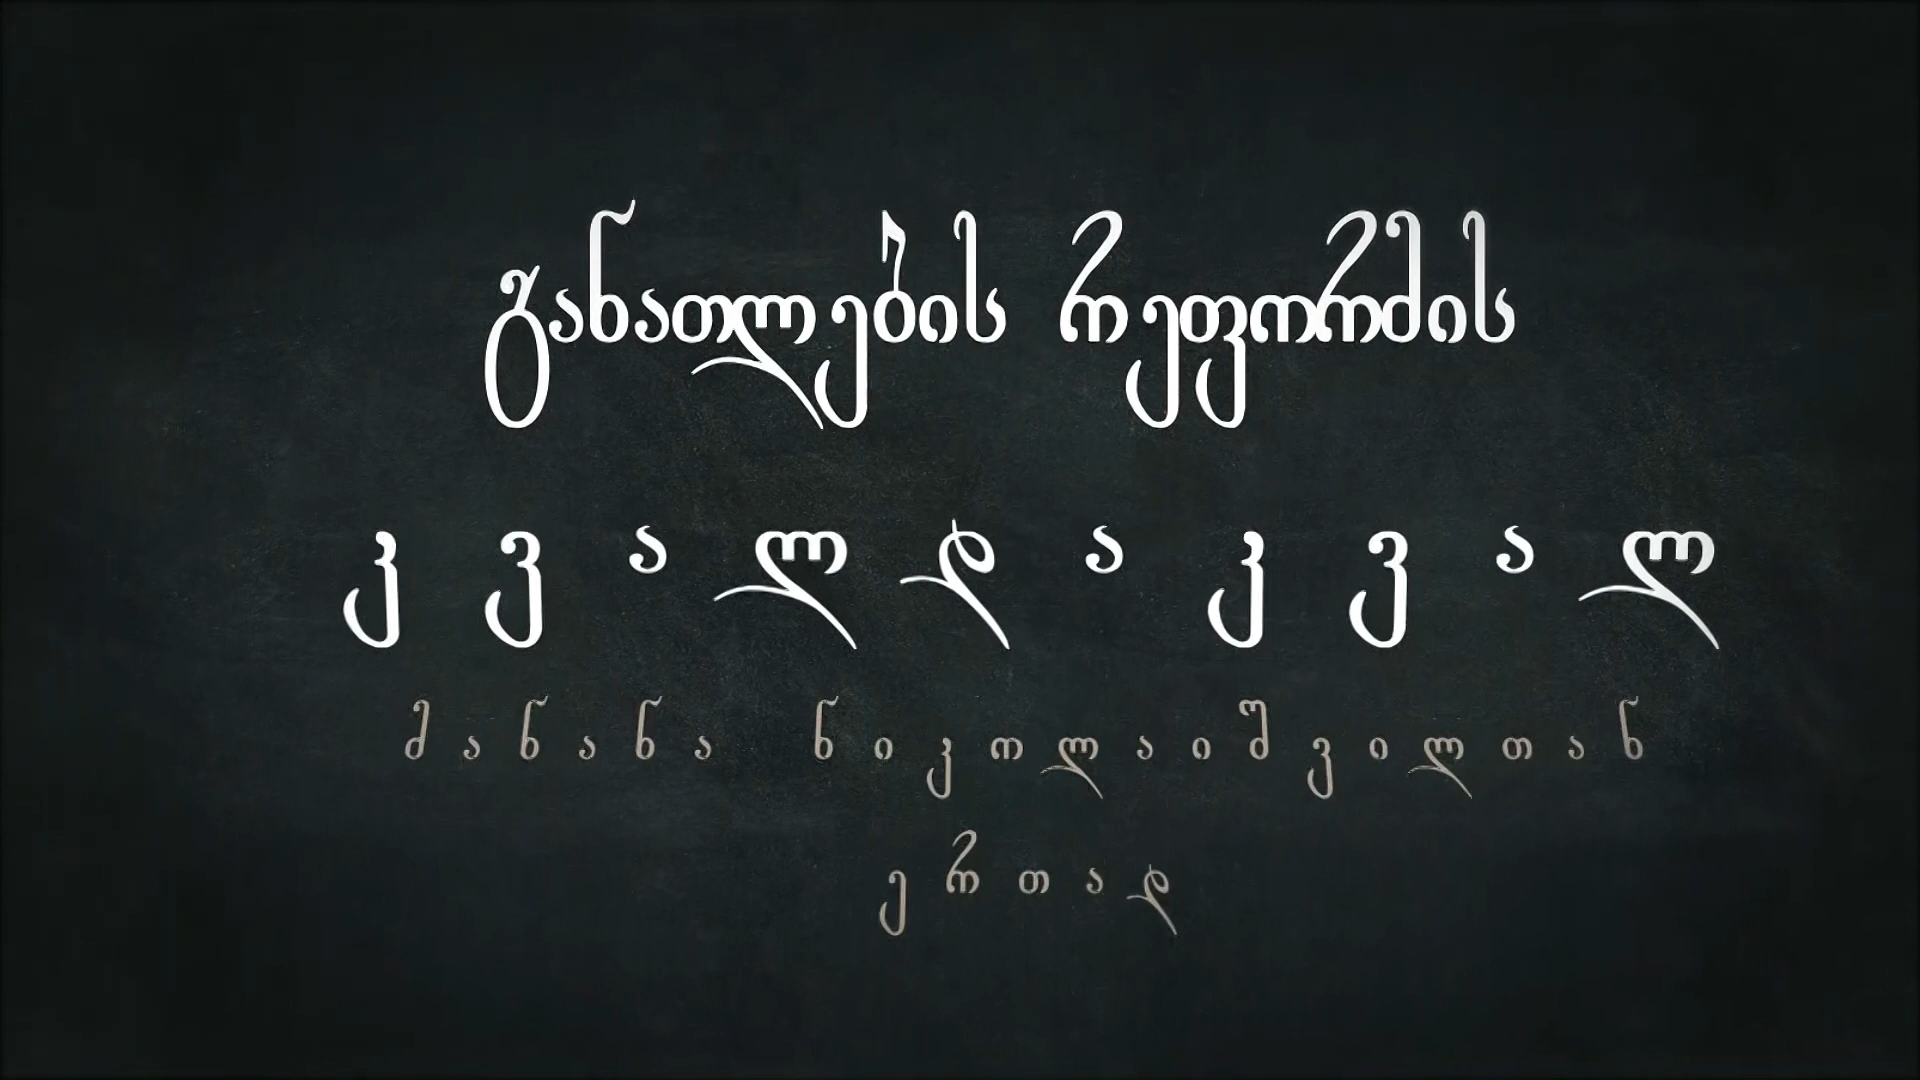 განათლების რეფორმის
კვალდაკვალ
მანანა ნიკოლაიშვილთან
ერთად